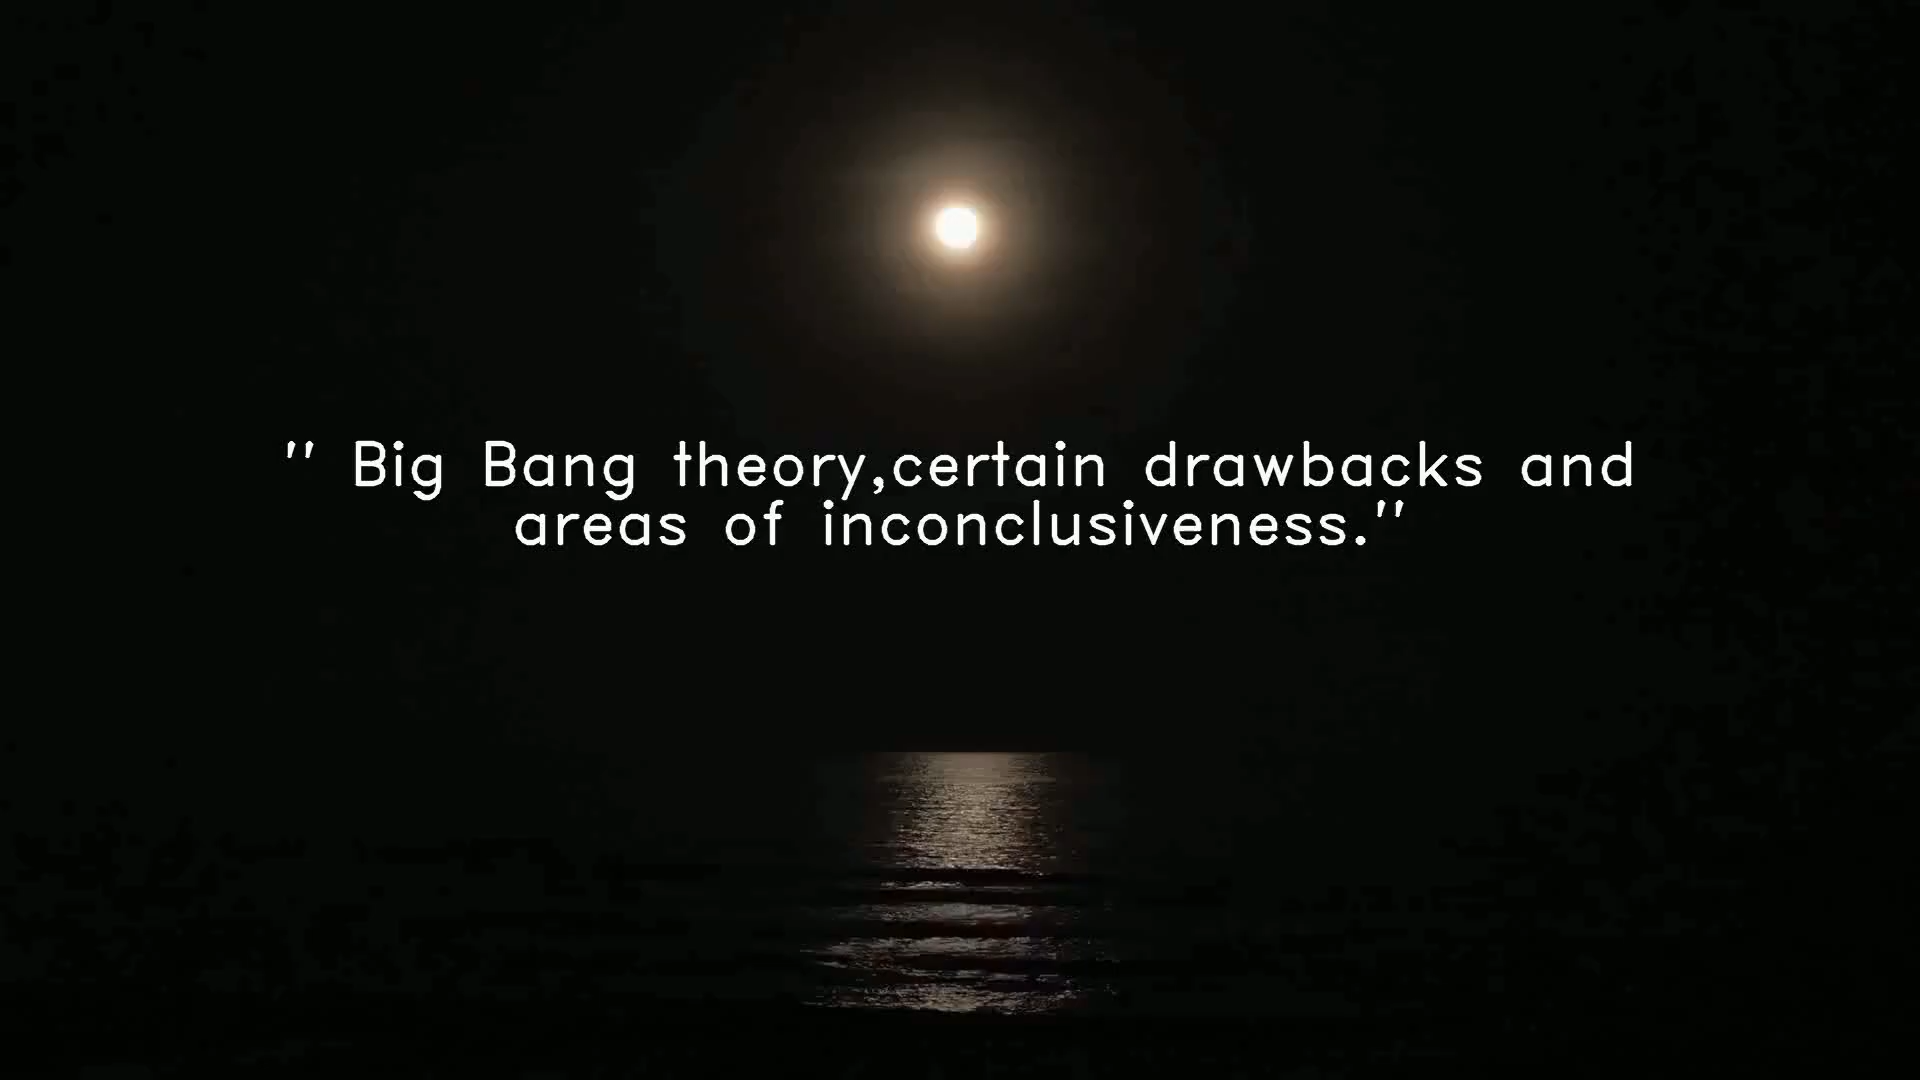 " Big Bang theory,certain drawbacks and
areas of inconclusiveness."